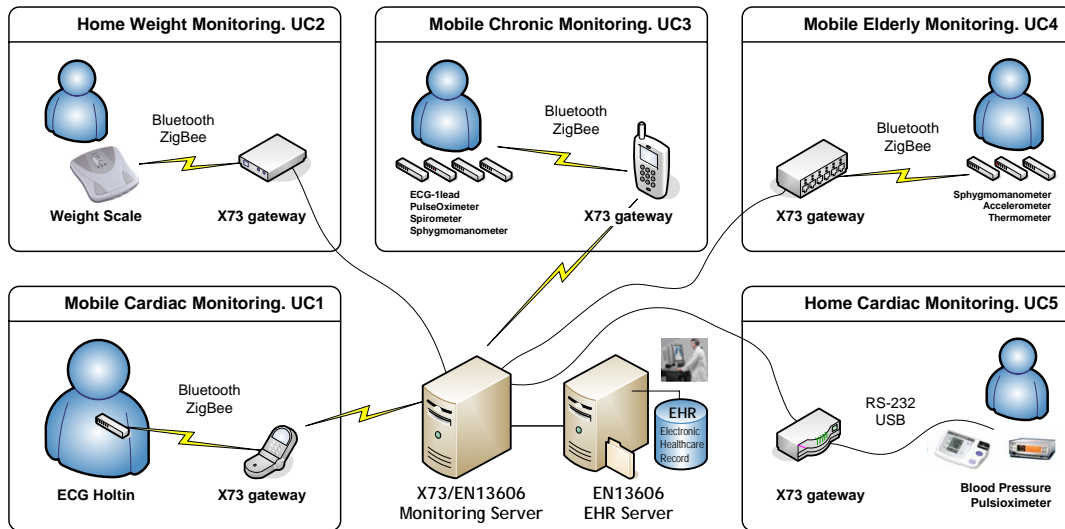 Home Weight Monitoring. UC2
Bluetooth
ZigBee
Weight Scale
X73 gateway
Mobile Chronic Monitoring. UC3
Bluetooth
ZigBee
ECG-1lead
PulseOximeter
Spirometer
Sphygmomanometer
X73 gateway
Mobile Elderly Monitoring. UC4
Bluetooth
ZigBee
X73 gateway
Sphygmomanometer
Accelerometer
Thermometer
Mobile Cardiac Monitoring. UC1
Bluetooth
ZigBee
ECG Holtin
X73 gateway
X73/EN13606
Monitoring Server
EHR
Electronic
Healthcare
Record
EN13606
EHR Server
Home Cardiac Monitoring. UC5
RS-232
USB
X73 gateway
Blood Pressure
Pulsioximeter